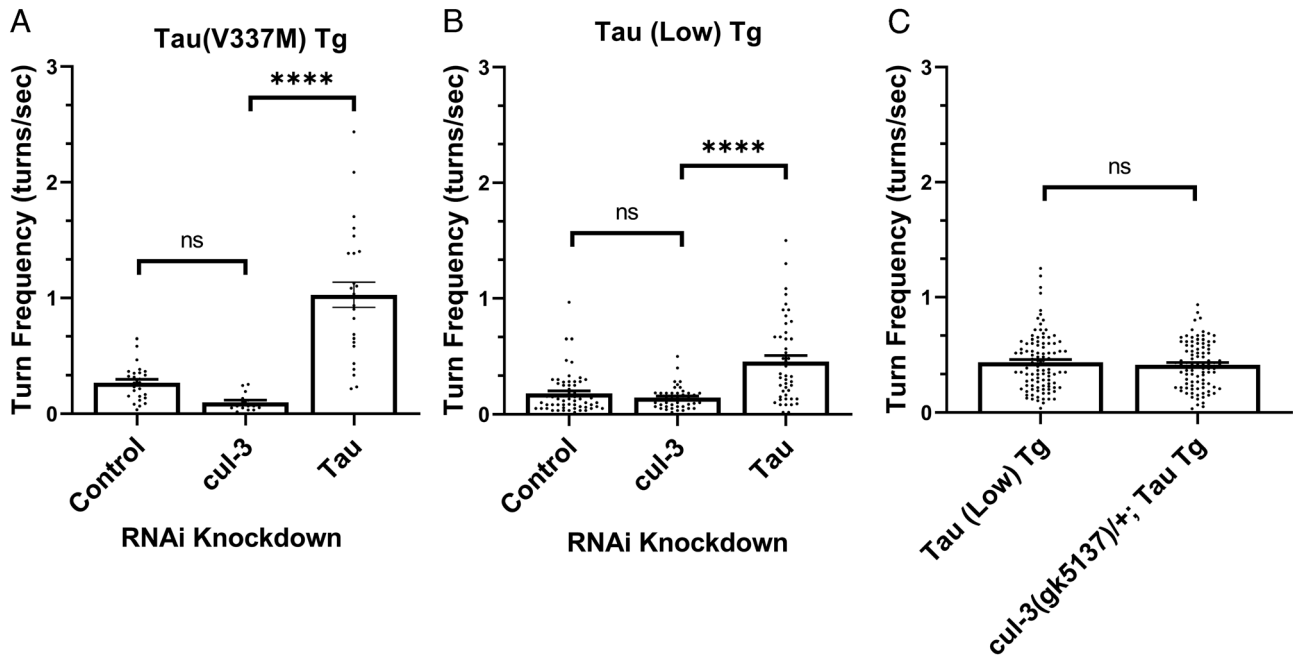 A
Tau(V337M) Tg
Turn Frequency (turns/sec)
3
2
1
0
ns
****
Control
cul-3
Tau
RNAi Knockdown
B
Tau (Low) Tg
Turn Frequency (turns/sec)
3
2
1
0
ns
****
Control
cul-3
Tau
RNAi Knockdown
C
Turn Frequency (turns/sec)
3
2
1
0
ns
Tau (Low) Tg
cul-3(gk5137)/+; Tau Tg